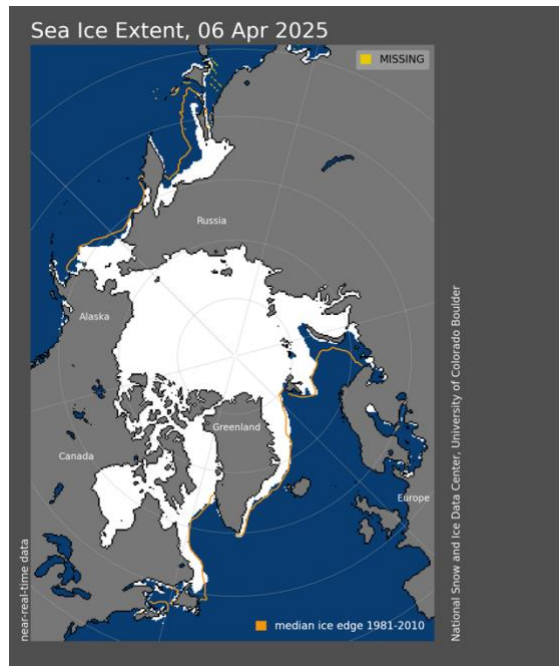 Sea Ice Extent, 06 Apr 2025
MISSING
Russia
Alaska
Greenland
Canada
Europe
near-real-time data
median ice edge 1981-2010
National Snow and Ice Data Center, University of Colorado Boulder